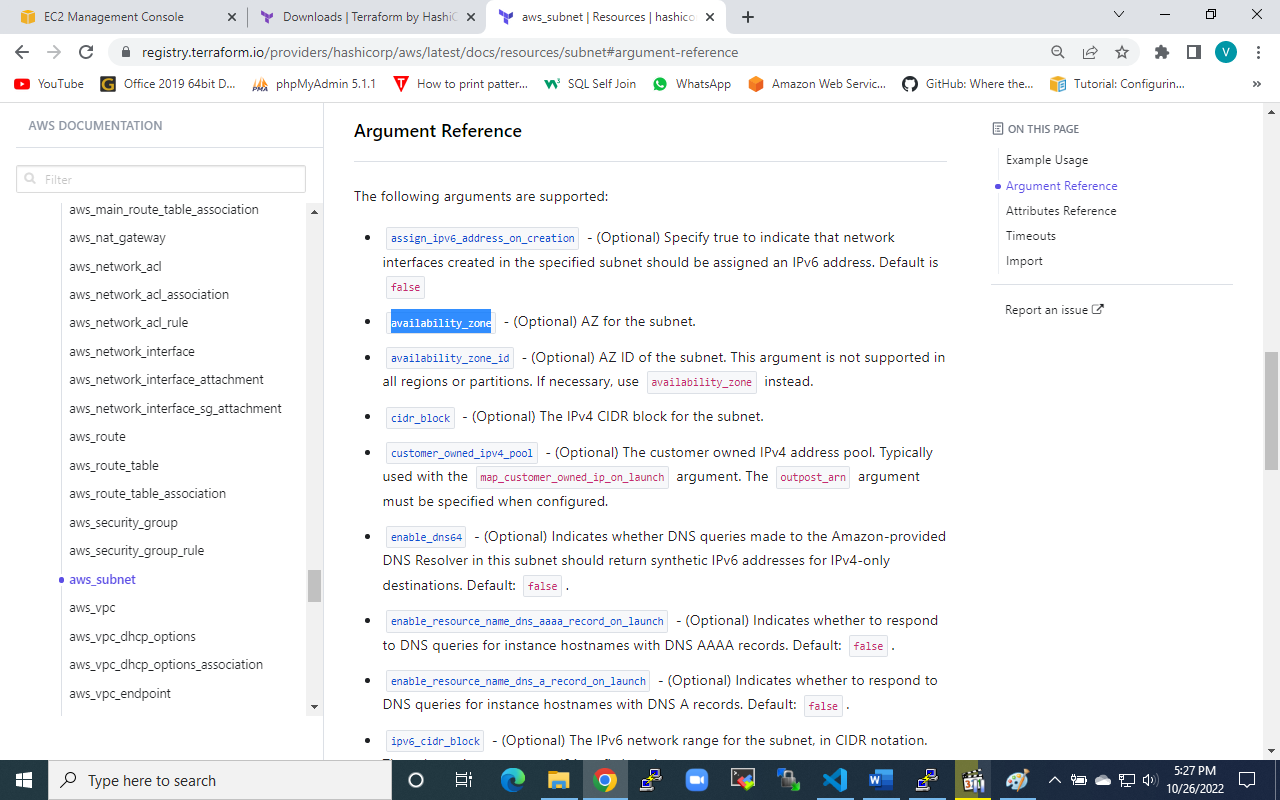 EC2 Management Console
Downloads | Terraform by HashiC
aws_subnet | Resources | hashico
registry.terraform.io/providers/hashicorp/aws/latest/docs/resources/subnet#argument-reference
V
YouTube
Office 2019 64bit D...
phpMyAdmin 5.1.1
How to print patter...
SQL Self Join
WhatsApp
Amazon Web Servic...
GitHub: Where the...
Tutorial: Configurin...
»
AWS DOCUMENTATION
Filter
aws_main_route_table_association
aws_nat_gateway
aws_network_acl
aws_network_acl_association
aws_network_acl_rule
aws_network_interface
aws_network_interface_attachment
aws_network_interface_sg_attachment
aws_route
aws_route_table
aws_route_table_association
aws_security_group
aws_security_group_rule
aws_subnet
aws_vpc
aws_vpc_dhcp_options
aws_vpc_dhcp_options_association
aws_vpc_endpoint
Argument Reference
The following arguments are supported:
assign_ipv6_address_on_creation - (Optional) Specify true to indicate that network
interfaces created in the specified subnet should be assigned an IPv6 address. Default is
false
availability_zone - (Optional) AZ for the subnet.
availability_zone_id - (Optional) AZ ID of the subnet. This argument is not supported in
all regions or partitions. If necessary, use availability_zone instead.
cidr_block - (Optional) The IPv4 CIDR block for the subnet.
customer_owned_ipv4_pool - (Optional) The customer owned IPv4 address pool. Typically
used with the map_customer_owned_ip_on_launch argument. The outpost_arn argument
must be specified when configured.
enable_dns64 - (Optional) Indicates whether DNS queries made to the Amazon-provided
DNS Resolver in this subnet should return synthetic IPv6 addresses for IPv4-only
destinations. Default: false .
enable_resource_name_dns_aaaa_record_on_launch - (Optional) Indicates whether to respond
to DNS queries for instance hostnames with DNS AAAA records. Default: false .
enable_resource_name_dns_a_record_on_launch - (Optional) Indicates whether to respond to
DNS queries for instance hostnames with DNS A records. Default: false .
ipv6_cidr_block - (Optional) The IPv6 network range for the subnet, in CIDR notation.
ON THIS PAGE
Example Usage
Argument Reference
Attributes Reference
Timeouts
Import
Report an issue
Type here to search
5:27 PM
10/26/2022